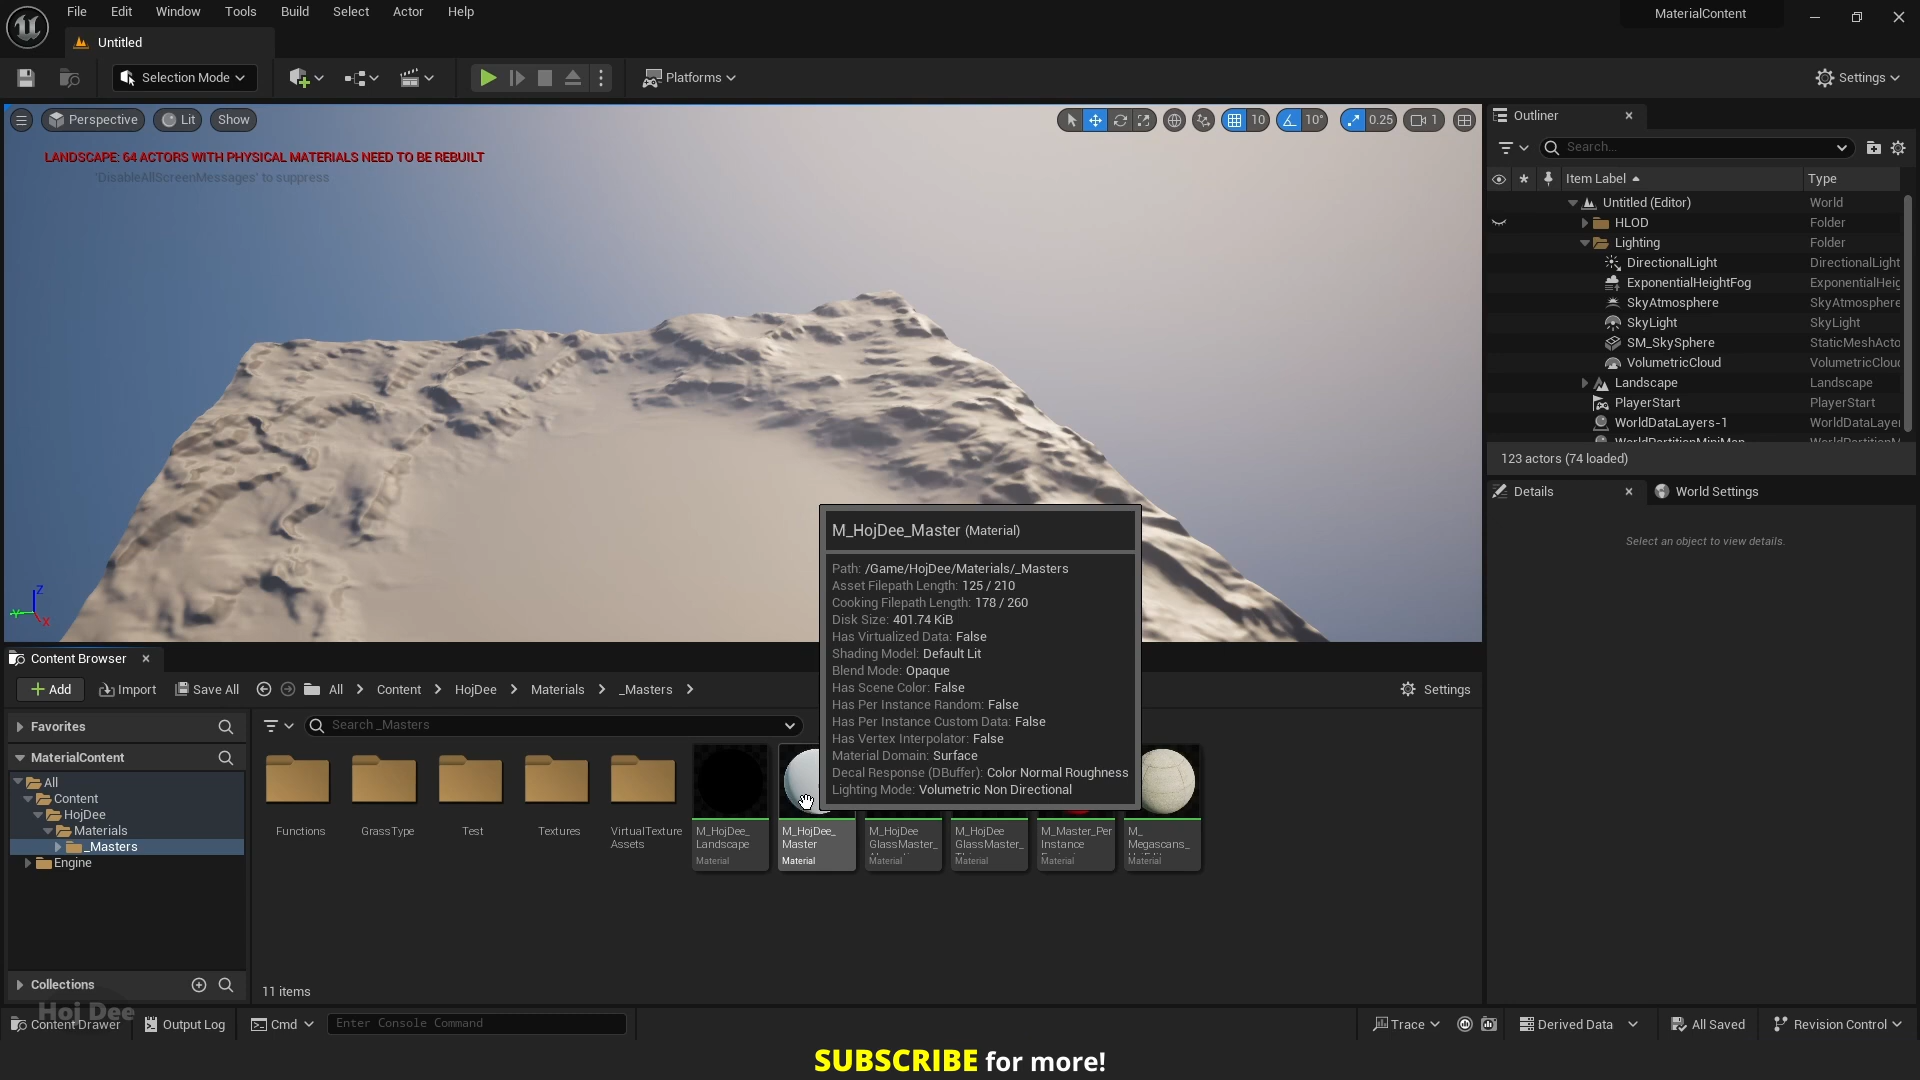 File Edit Window Tools Build Select Actor Help
MaterialContent
Untitled
Selection Mode
Platforms
Settings
Perspective
Lit
Show
10
10°
0.25
1
LANDSCAPE: 64 ACTORS WITH PHYSICAL MATERIALS NEED TO BE REBUILT
'DisableAllScreenMessages' to suppress
Outliner
Search...
Item Label Type
Untitled (Editor) World
HLOD Folder
Lighting Folder
DirectionalLight DirectionalLight
ExponentialHeightFog ExponentialHeig
SkyAtmosphere SkyAtmosphere
SkyLight SkyLight
SM_SkySphere StaticMeshActo
VolumetricCloud VolumetricCloud
Landscape Landscape
PlayerStart PlayerStart
WorldDataLayers-1 WorldDataLayer
123 actors (74 loaded)
Details
World Settings
Select an object to view details.
Z
X
M_HojDee_Master (Material)
Path: /Game/HojDee/Materials/_Masters
Asset Filepath Length: 125 / 210
Cooking Filepath Length: 178 / 260
Disk Size: 401.74 KiB
Has Virtualized Data: False
Shading Model: Default Lit
Blend Mode: Opaque
Has Scene Color: False
Has Per Instance Random: False
Has Per Instance Custom Data: False
Has Vertex Interpolator: False
Material Domain: Surface
Decal Response (DBuffer): Color Normal Roughness
Lighting Mode: Volumetric Non Directional
Content Browser
Add
Import
Save All
All Content HojDee Materials _Masters
Settings
Favorites
MaterialContent
All
Content
HojDee
Materials
_Masters
Engine
Collections
Search _Masters
Functions
GrassType
Test
Textures
VirtualTexture
Assets
M_HojDee_
Landscape
Material
M_HojDee_
Master
Material
M_HojDee
GlassMaster_
Material
M_HojDee
GlassMaster_
Material
M_Master_Per
Instance
Material
M_
Megascans_
Material
11 items
Hoj Dee
Content Drawer
Output Log
Cmd
Enter Console Command
Trace
Derived Data
All Saved
Revision Control
SUBSCRIBE for more!